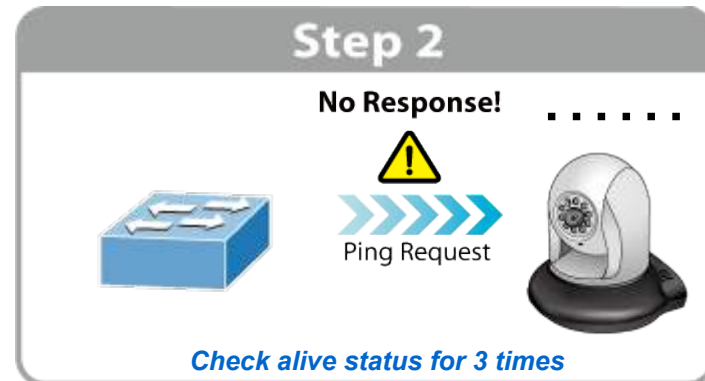 Step 2
No Response!
......
Ping Request
Check alive status for 3 times